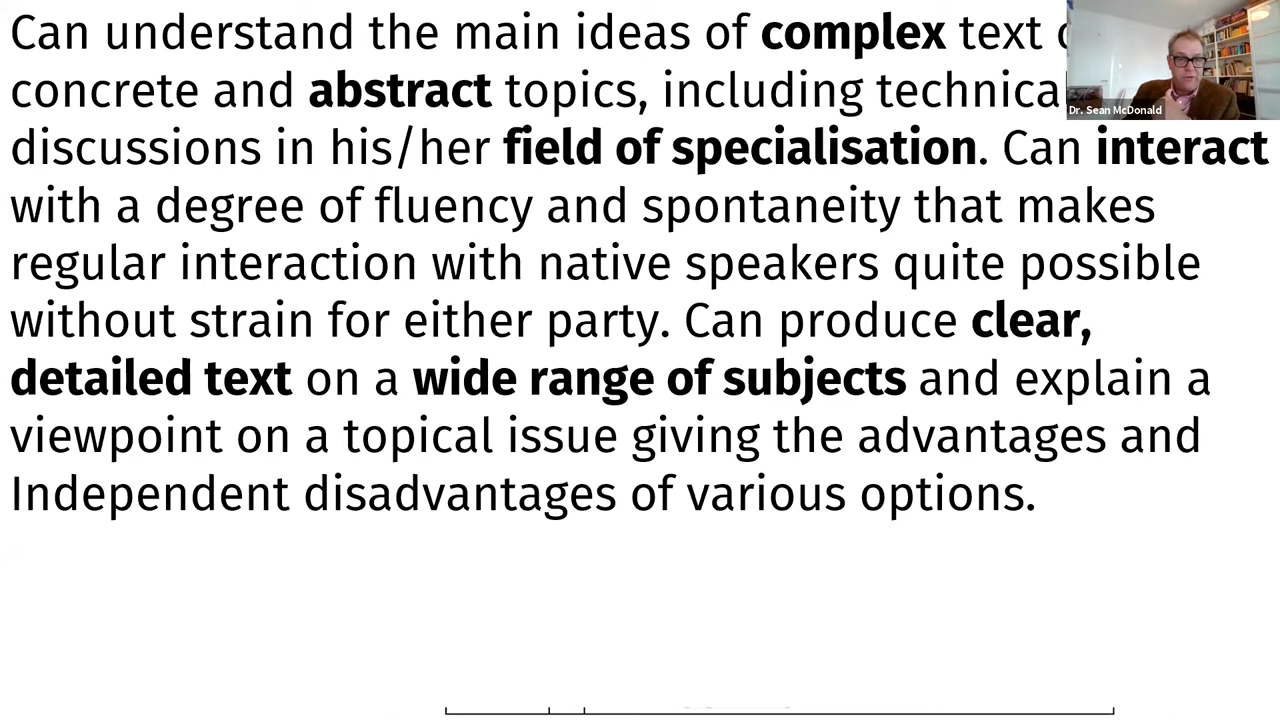 Can understand the main ideas of complex text
concrete and abstract topics, including technica
discussions in his/her field of specialisation. Can interact
with a degree of fluency and spontaneity that makes
regular interaction with native speakers quite possible
without strain for either party. Can produce clear,
detailed text on a wide range of subjects and explain a
viewpoint on a topical issue giving the advantages and
Independent disadvantages of various options.
Dr. Sean McDonald